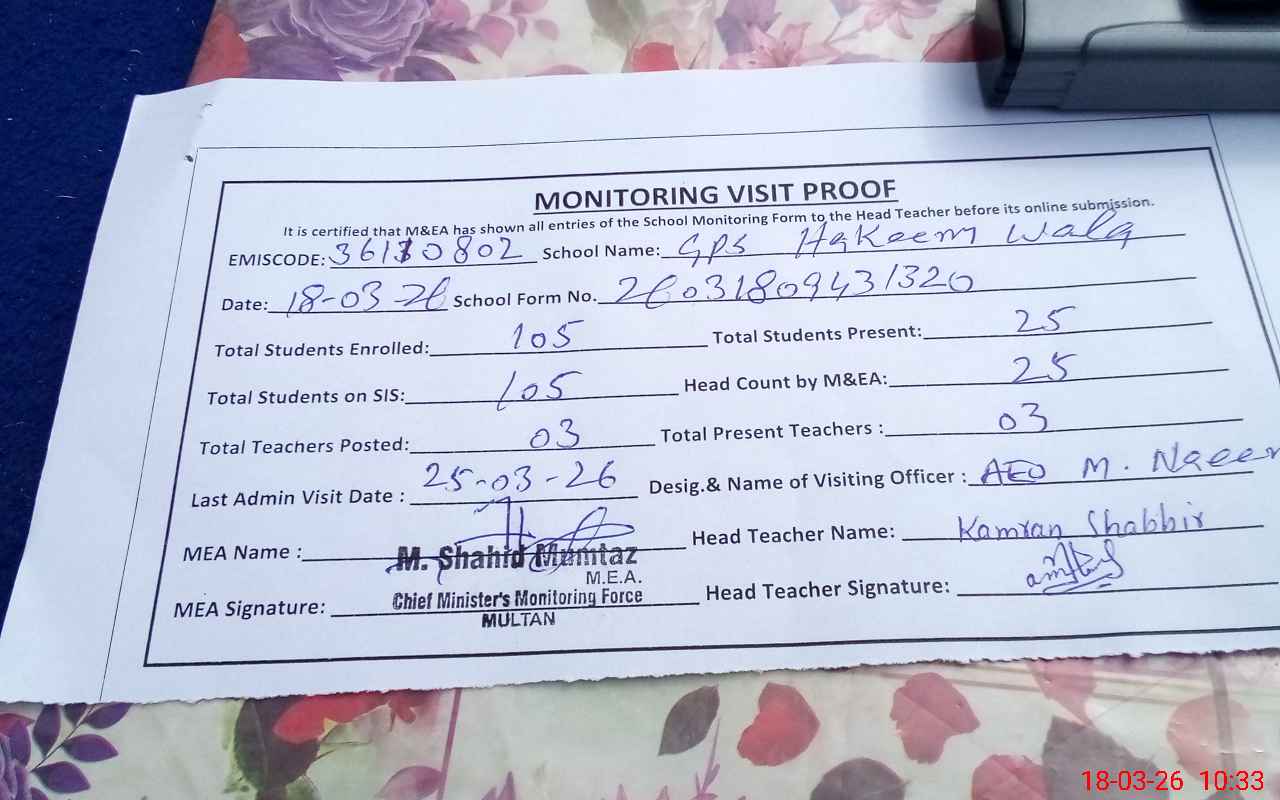 MONITORING VISIT PROOF
It is certified that M&EA has shown all entries of the School Monitoring Form to the Head Teacher before its online submission.
EMISCODE: 36130802 School Name: GPS Hakeem Wala
Date: 18-03-26 School Form No. 26031809431320
Total Students Enrolled: 105 Total Students Present: 25
Total Students on SIS: 105 Head Count by M&EA: 25
Total Teachers Posted: 03 Total Present Teachers : 03
Last Admin Visit Date : 25-03-26 Desig.& Name of Visiting Officer : AEO M. Naeem
MEA Name : M. Shahid Mumtaz Head Teacher Name: Kamran Shabbir
M.E.A.
MEA Signature: Chief Minister's Monitoring Force Head Teacher Signature:
MULTAN
18-03-26 10:33